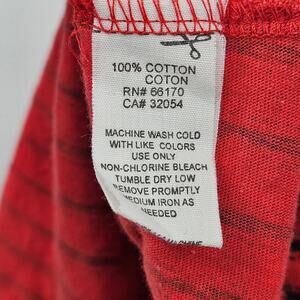 100% COTTON
COTON
RN# 66170
CA# 32054
MACHINE WASH COLD
WITH LIKE COLORS
USE ONLY
NON-CHLORINE BLEACH
TUMBLE DRY LOW
REMOVE PROMPTLY
MEDIUM IRON AS
NEEDED
MACHINE